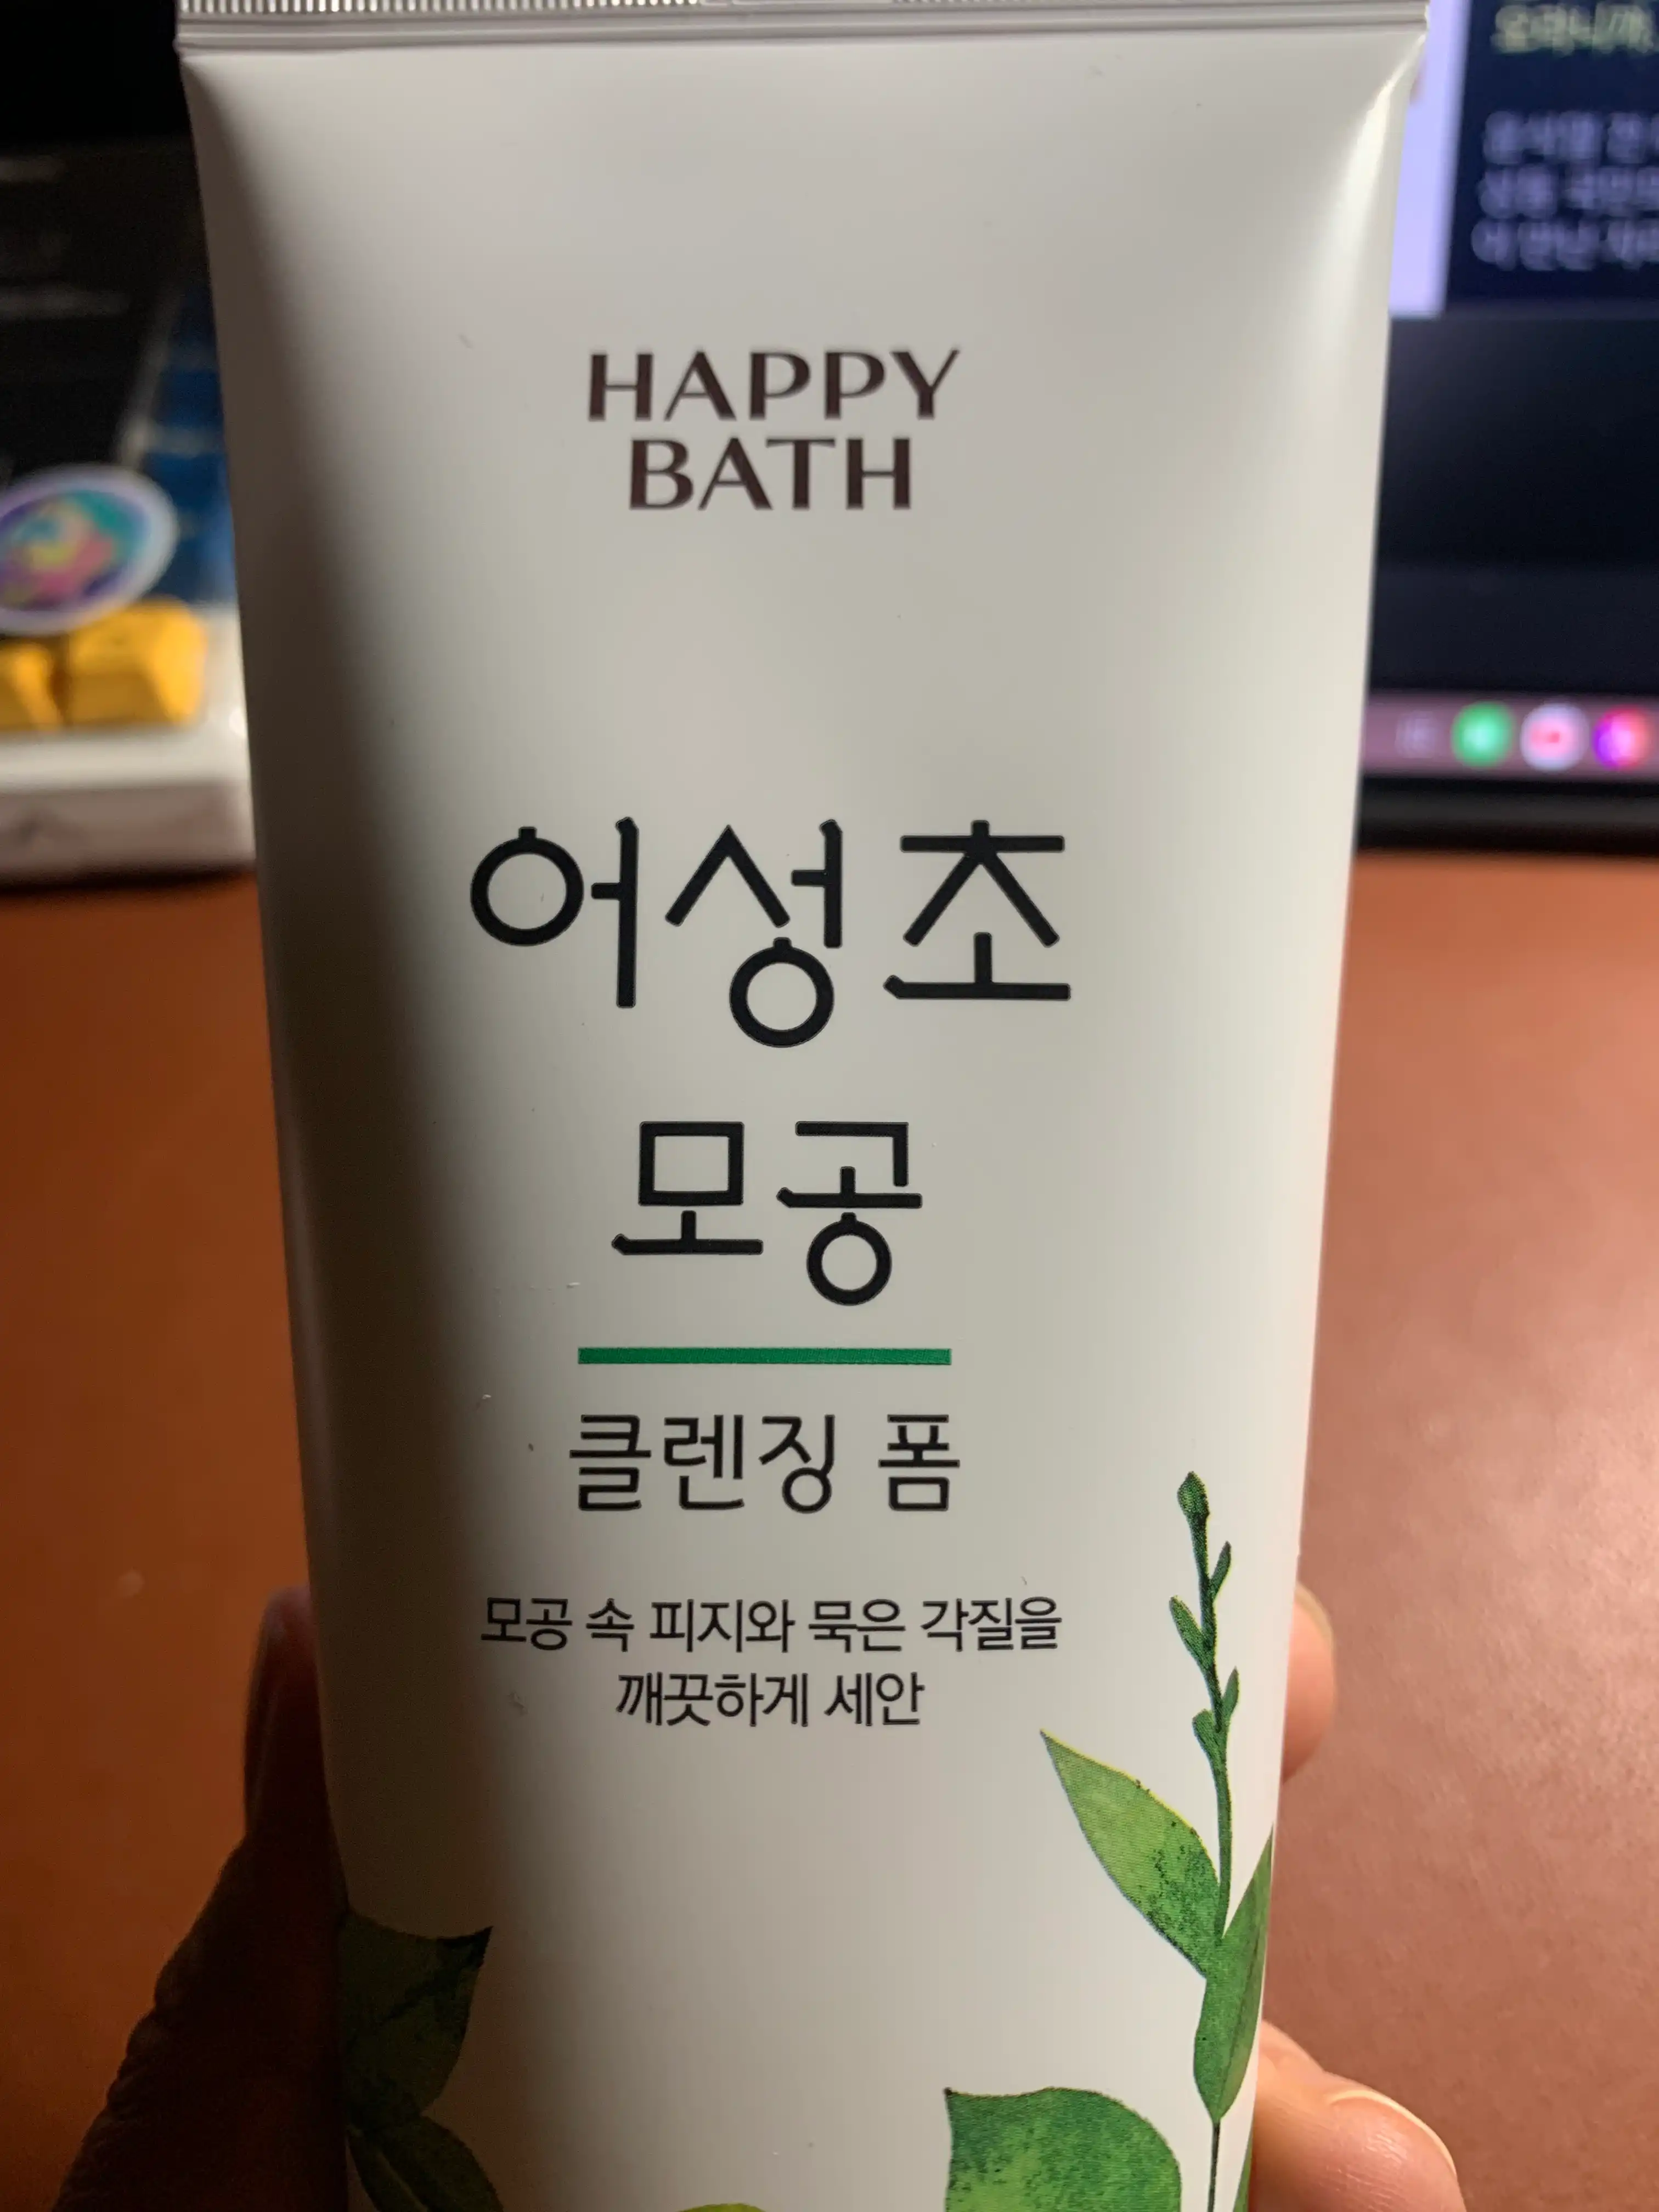 HAPPY
BATH
어성초
모공
클렌징 폼
모공 속 피지와 묵은 각질을
깨끗하게 세안